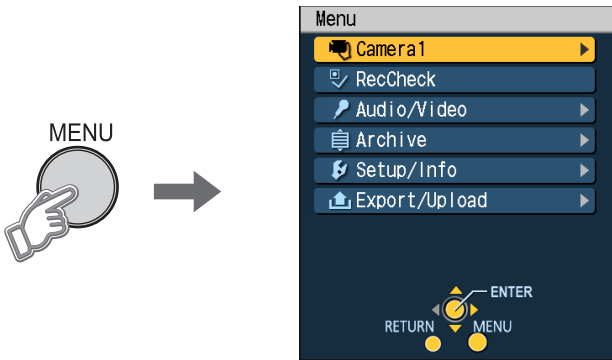 MENU
Menu
Camera1
RecCheck
Audio/Video
Archive
Setup/Info
Export/Upload
ENTER
RETURN MENU